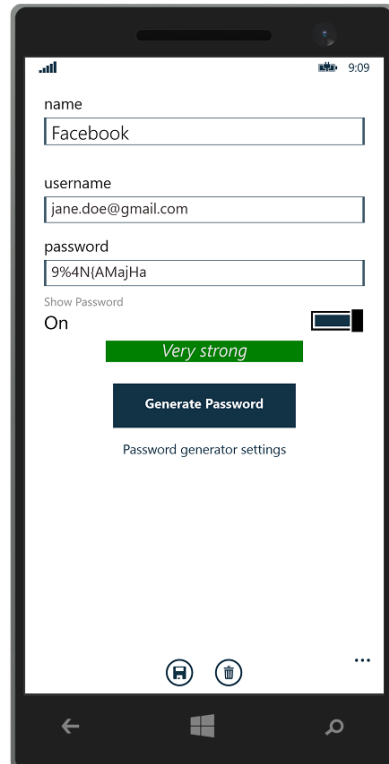 9:09
name
Facebook
username
jane.doe@gmail.com
password
9%4N{AMajHa
Show Password
On
Very strong
Generate Password
Password generator settings